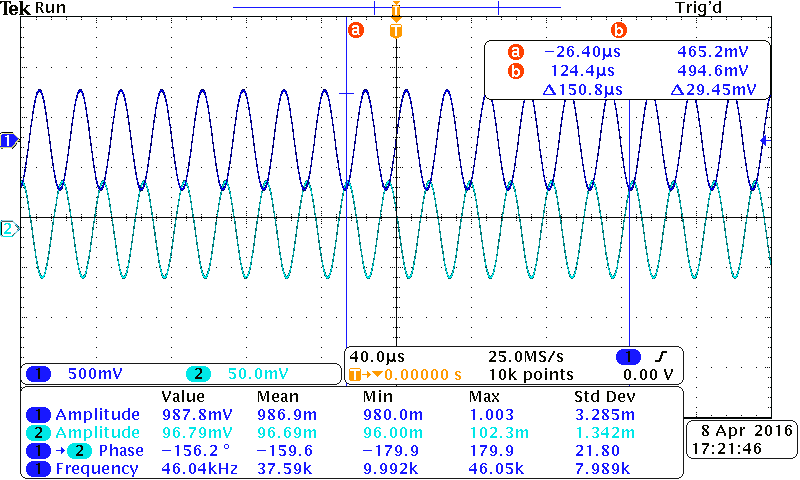 Tek Run Trig'd
T
a b
T
a −26.40µs 465.2mV
b 124.4µs 494.6mV
Δ150.8µs Δ29.45mV
1
2
1 500mV 2 50.0mV
40.0µs 25.0MS/s 1
T→▼0.00000 s 10k points 0.00 V
Value Mean Min Max Std Dev
1 Amplitude 987.8mV 986.9m 980.0m 1.003 3.285m
2 Amplitude 96.79mV 96.69m 96.00m 102.3m 1.342m
1 → 2 Phase −156.2 ° −159.6 −179.9 179.9 21.80
1 Frequency 46.04kHz 37.59k 9.992k 46.05k 7.989k
8 Apr 2016
17:21:46